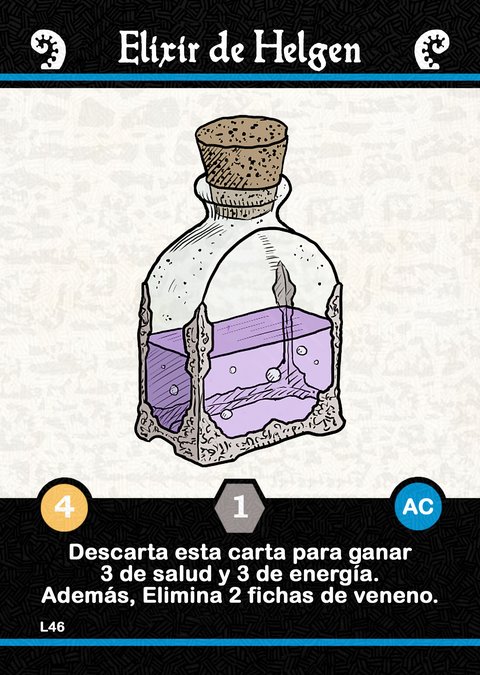 Elixir de Helgen
4
1
AC
Descarta esta carta para ganar
3 de salud y 3 de energía.
Además, Elimina 2 fichas de veneno.
L46